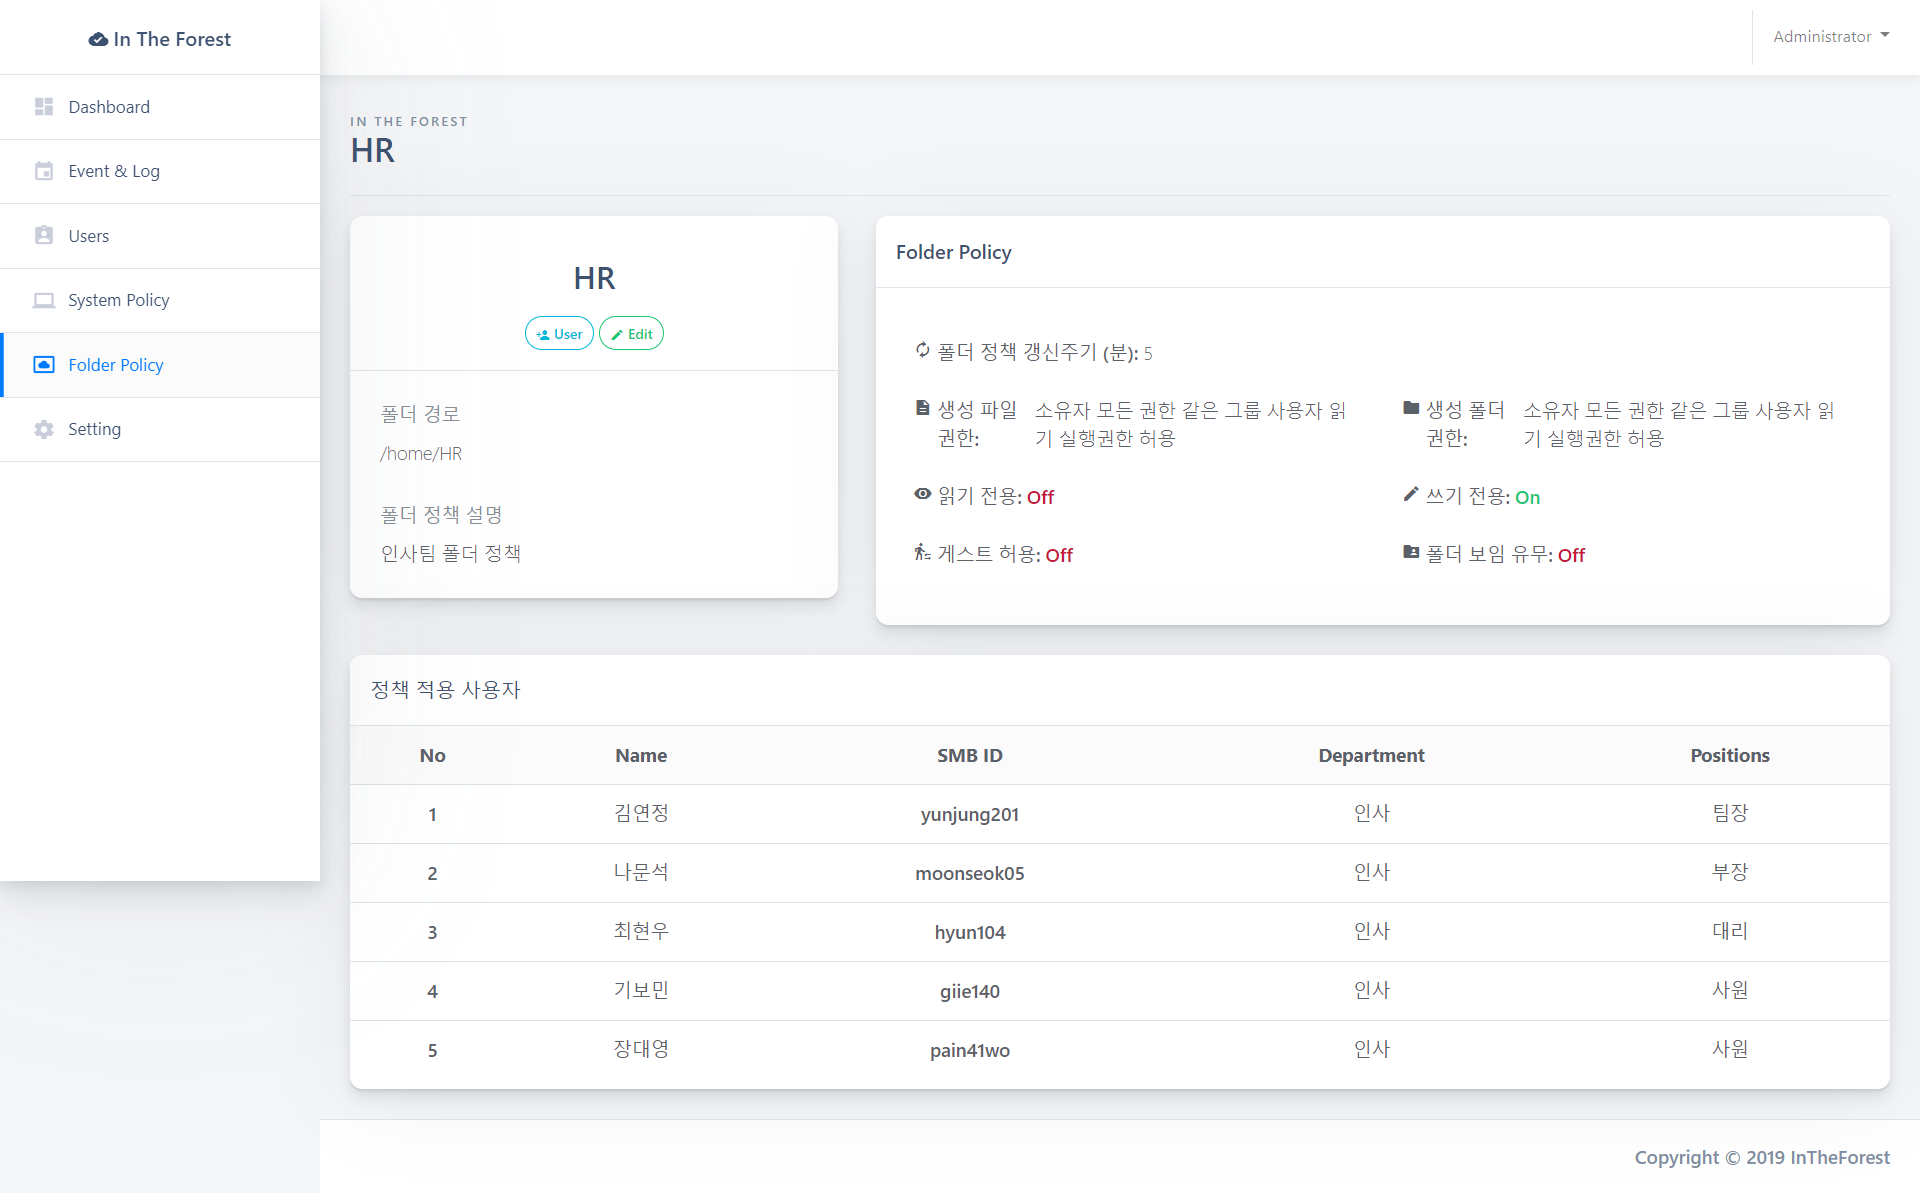 In The Forest
Administrator
Dashboard
Event & Log
Users
System Policy
Folder Policy
Setting
IN THE FOREST
HR
HR
User Edit
폴더 경로
/home/HR
폴더 정책 설명
인사팀 폴더 정책
Folder Policy
폴더 정책 갱신주기 (분): 5
생성 파일 권한: 소유자 모든 권한 같은 그룹 사용자 읽기 실행권한 허용
생성 폴더 권한: 소유자 모든 권한 같은 그룹 사용자 읽기 실행권한 허용
읽기 전용: Off
쓰기 전용: On
게스트 허용: Off
폴더 보임 유무: Off
정책 적용 사용자
No Name SMB ID Department Positions
1 김연정 yunjung201 인사 팀장
2 나문석 moonseok05 인사 부장
3 최현우 hyun104 인사 대리
4 기보민 giie140 인사 사원
5 장대영 pain41wo 인사 사원
Copyright © 2019 InTheForest